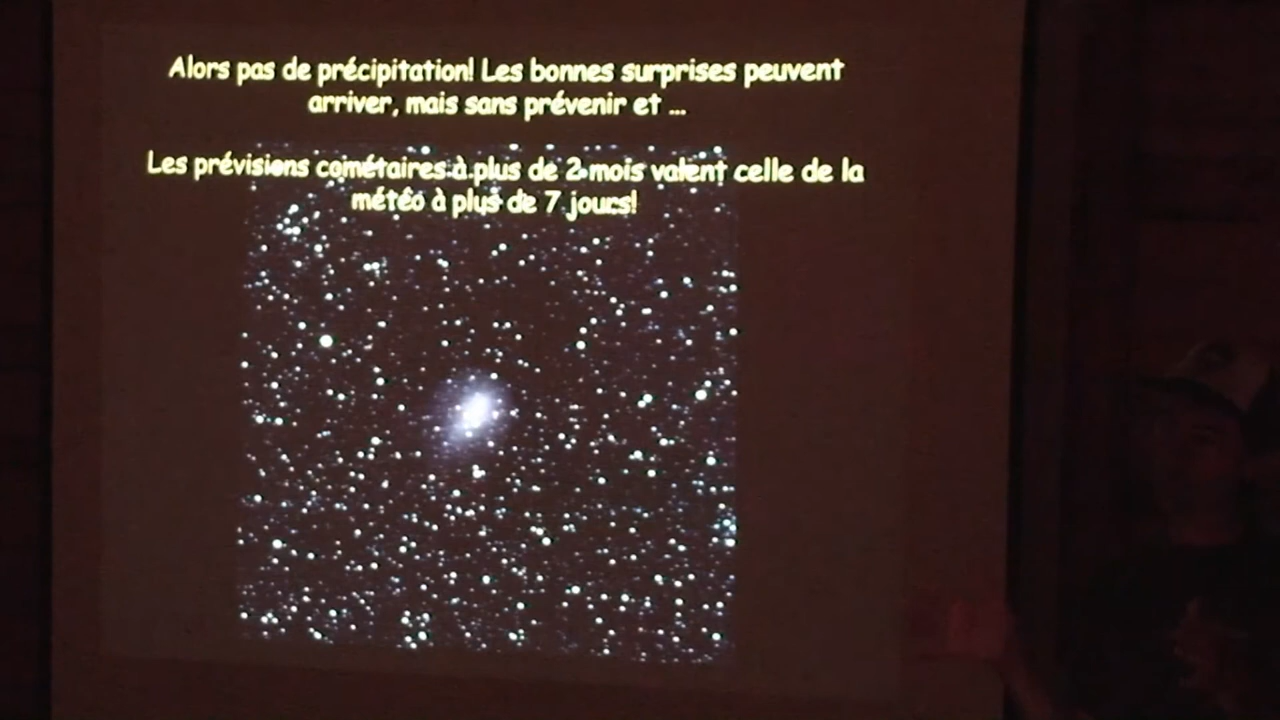 Alors pas de précipitation! Les bonnes surprises peuvent
arriver, mais sans prévenir et ...
Les prévisions cométaires à plus de 2 mois valent celle de la
météo à plus de 7 jours!